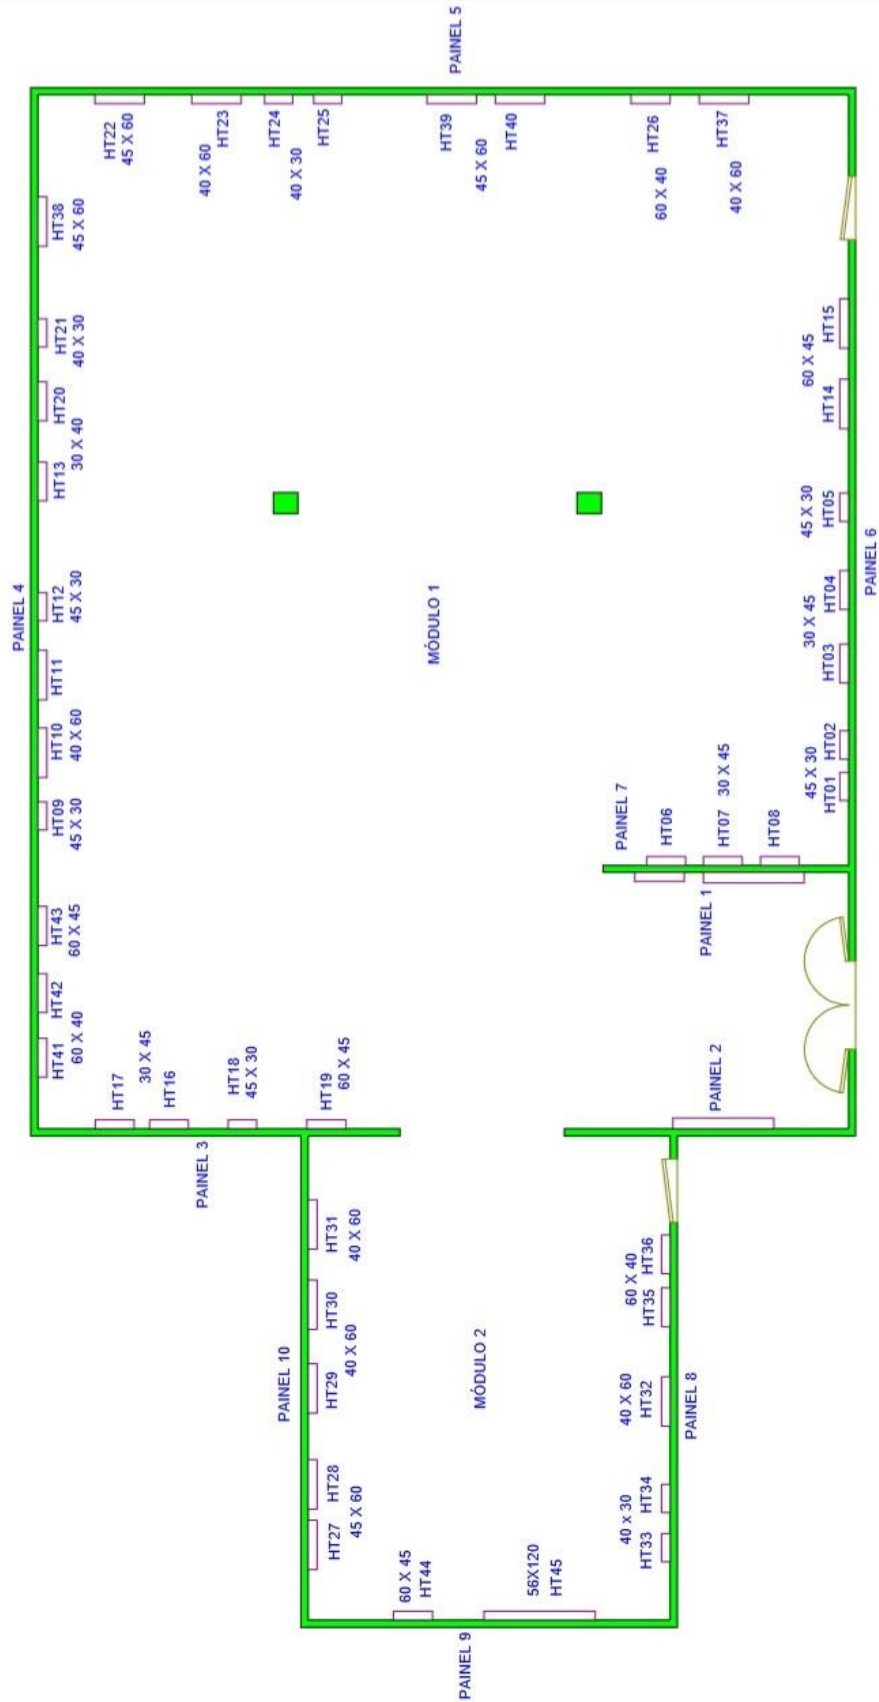 PAINEL 5
HT22
45 X 60
40 X 60
HT23
HT24
40 X 30
HT25
HT39
45 X 60
HT40
HT26
60 X 40
HT37
40 X 60
HT38
45 X 60
HT21
40 X 30
HT20
30 X 40
HT13
HT12
45 X 30
PAINEL 4
HT11
HT10
40 X 60
HT09
45 X 30
HT43
60 X 45
HT42
HT41
60 X 40
MÓDULO 1
HT15
60 X 45
HT14
45 X 30
HT05
PAINEL 6
HT04
30 X 45
HT03
HT02
45 X 30
HT01
PAINEL 7
HT06
HT07
30 X 45
HT08
PAINEL 1
PAINEL 2
HT17
30 X 45
HT16
HT18
45 X 30
HT19
60 X 45
PAINEL 3
HT31
40 X 60
HT30
40 X 60
HT29
PAINEL 10
HT28
45 X 60
HT27
MÓDULO 2
HT36
60 X 40
HT35
40 X 60
HT32
PAINEL 8
HT34
40 x 30
HT33
60 X 45
HT44
56X120
HT45
PAINEL 9